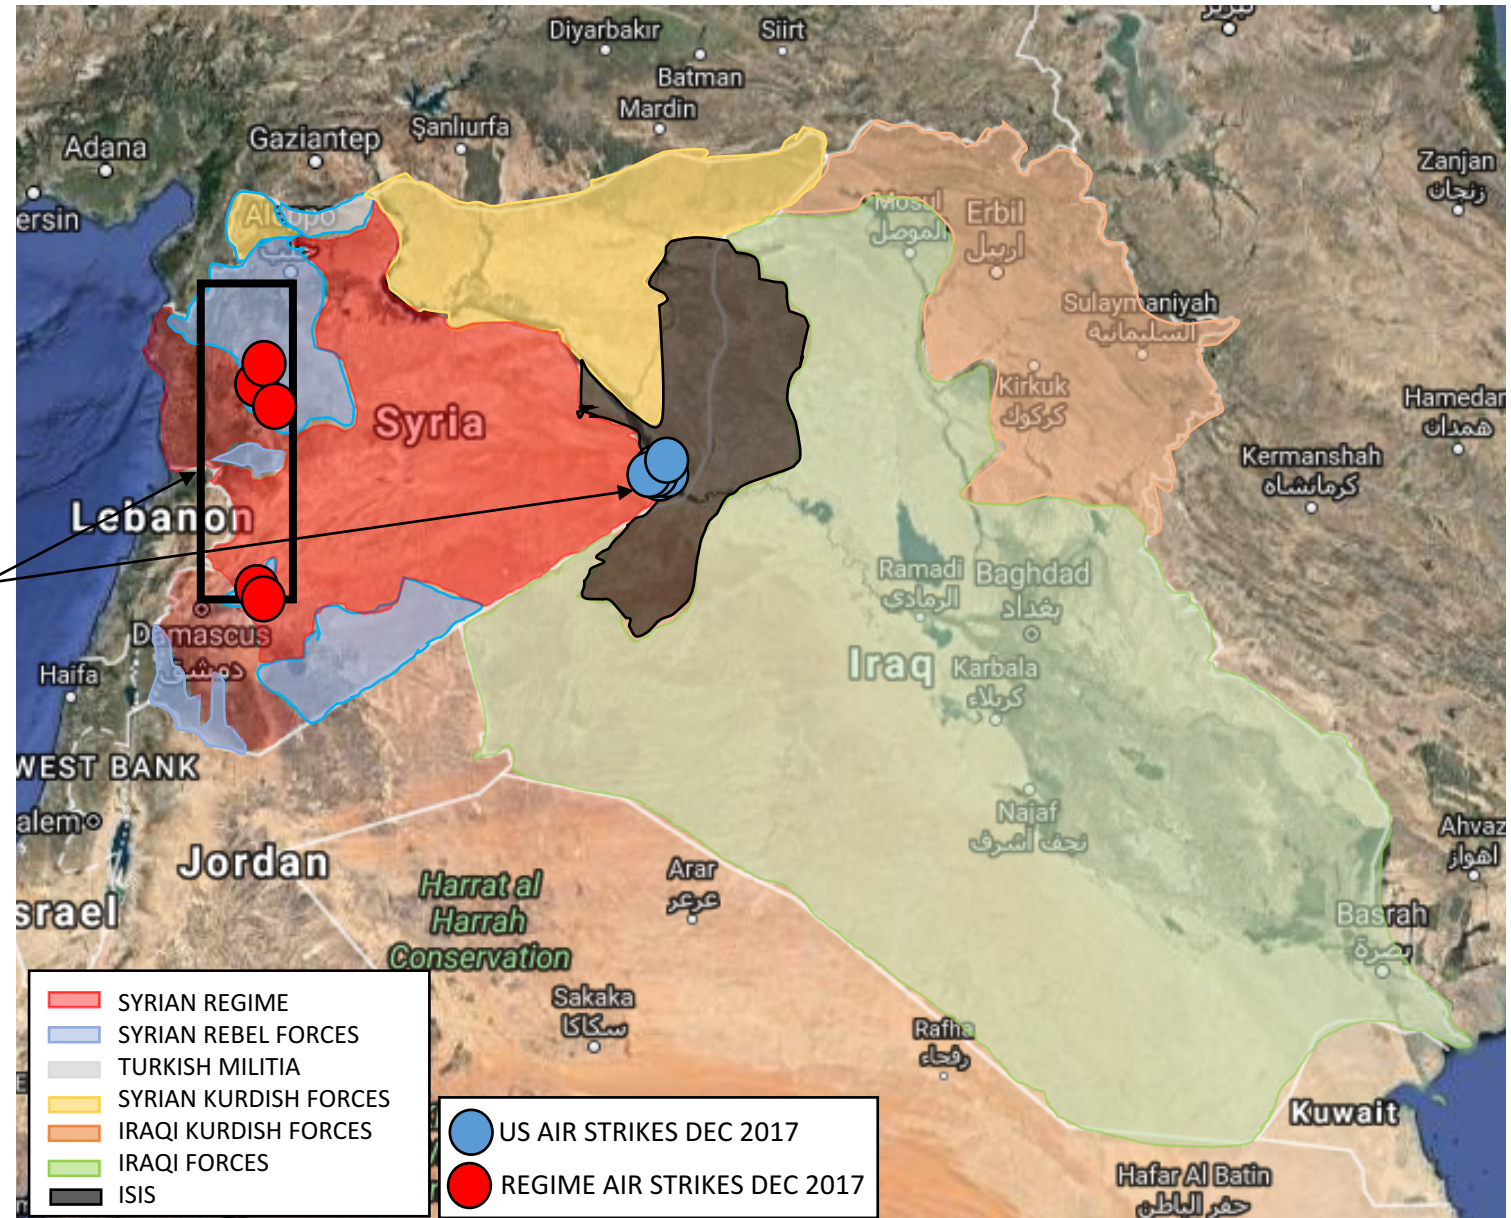 تبریز
Diyarbakır
Siirt
Batman
Mardin
Gaziantep
Şanlıurfa
Adana
Zanjan
زنجان
ersin
Aleppo
حلب
Mosul
الموصل
Erbil
اربيل
Sulaymaniyah
السليمانية
Kirkuk
كركوك
Hamedan
همدان
Syria
Kermanshah
كرمانشاه
Lebanon
Ramadi
الرمادي
Baghdad
بغداد
Damascus
دمشق
Haifa
Iraq
Karbala
كربلاء
WEST BANK
Najaf
نجف اشرف
alem
Ahvaz
اهواز
Jordan
Arar
عرعر
Harrat al
Harrah
Conservation
srael
Basrah
بصرة
Sakaka
سكاكا
Rafha
رفحاء
Kuwait
Hafar Al Batin
حفر الباطن
SYRIAN REGIME
SYRIAN REBEL FORCES
TURKISH MILITIA
SYRIAN KURDISH FORCES
IRAQI KURDISH FORCES
IRAQI FORCES
ISIS
US AIR STRIKES DEC 2017
REGIME AIR STRIKES DEC 2017